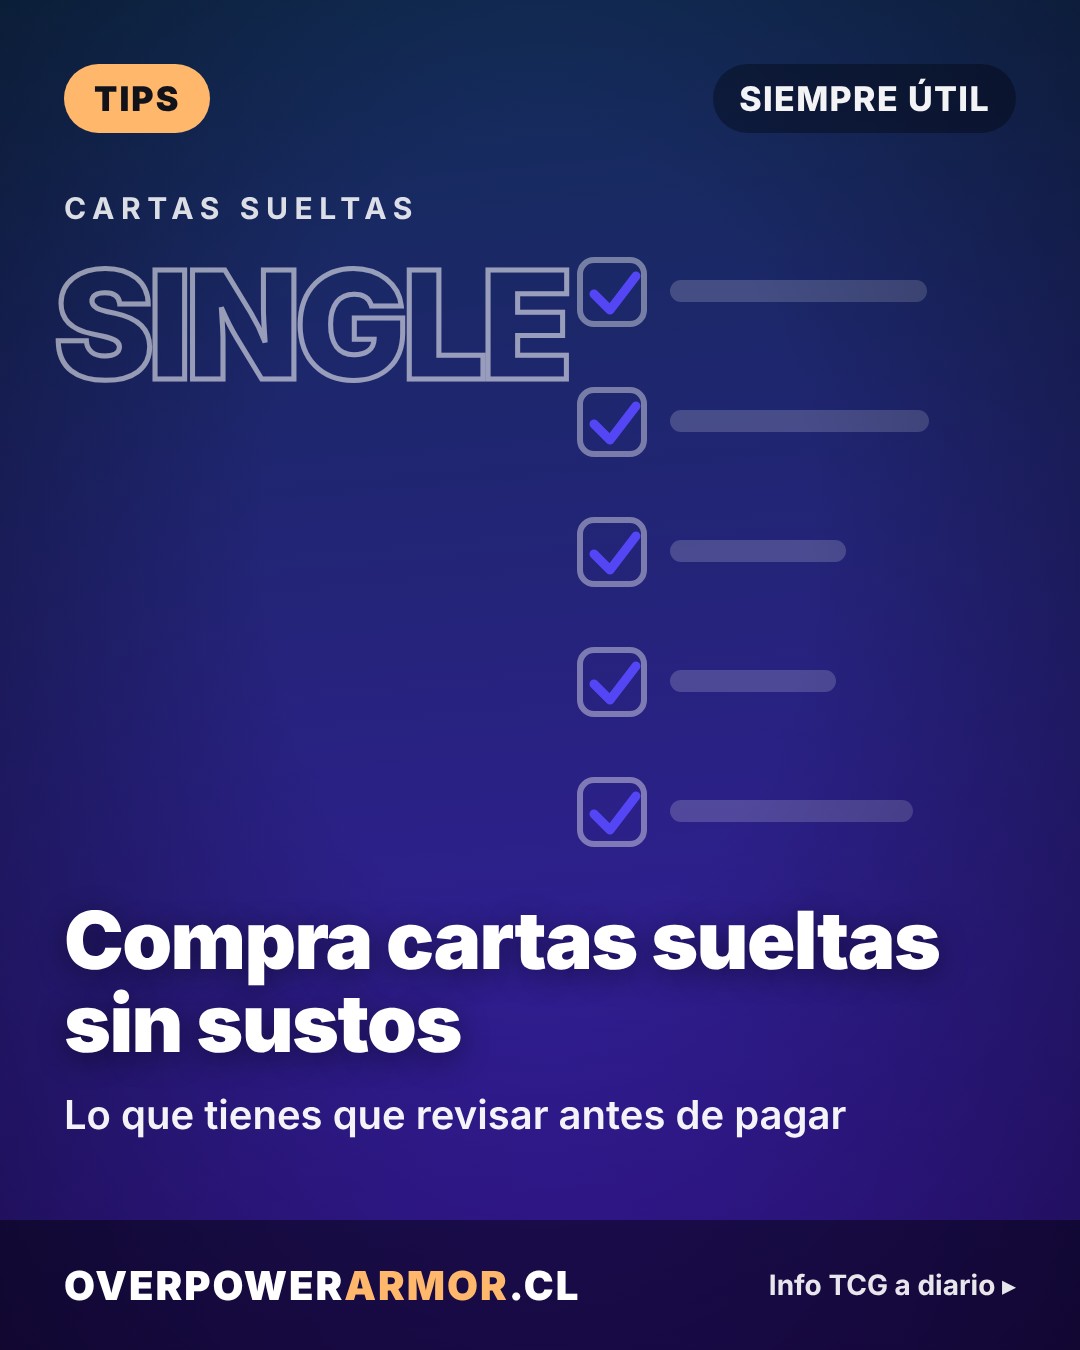 TIPS
SIEMPRE ÚTIL
CARTAS SUELTAS
SINGLE
Compra cartas sueltas
sin sustos
Lo que tienes que revisar antes de pagar
OVERPOWERARMOR.CL
Info TCG a diario ▸